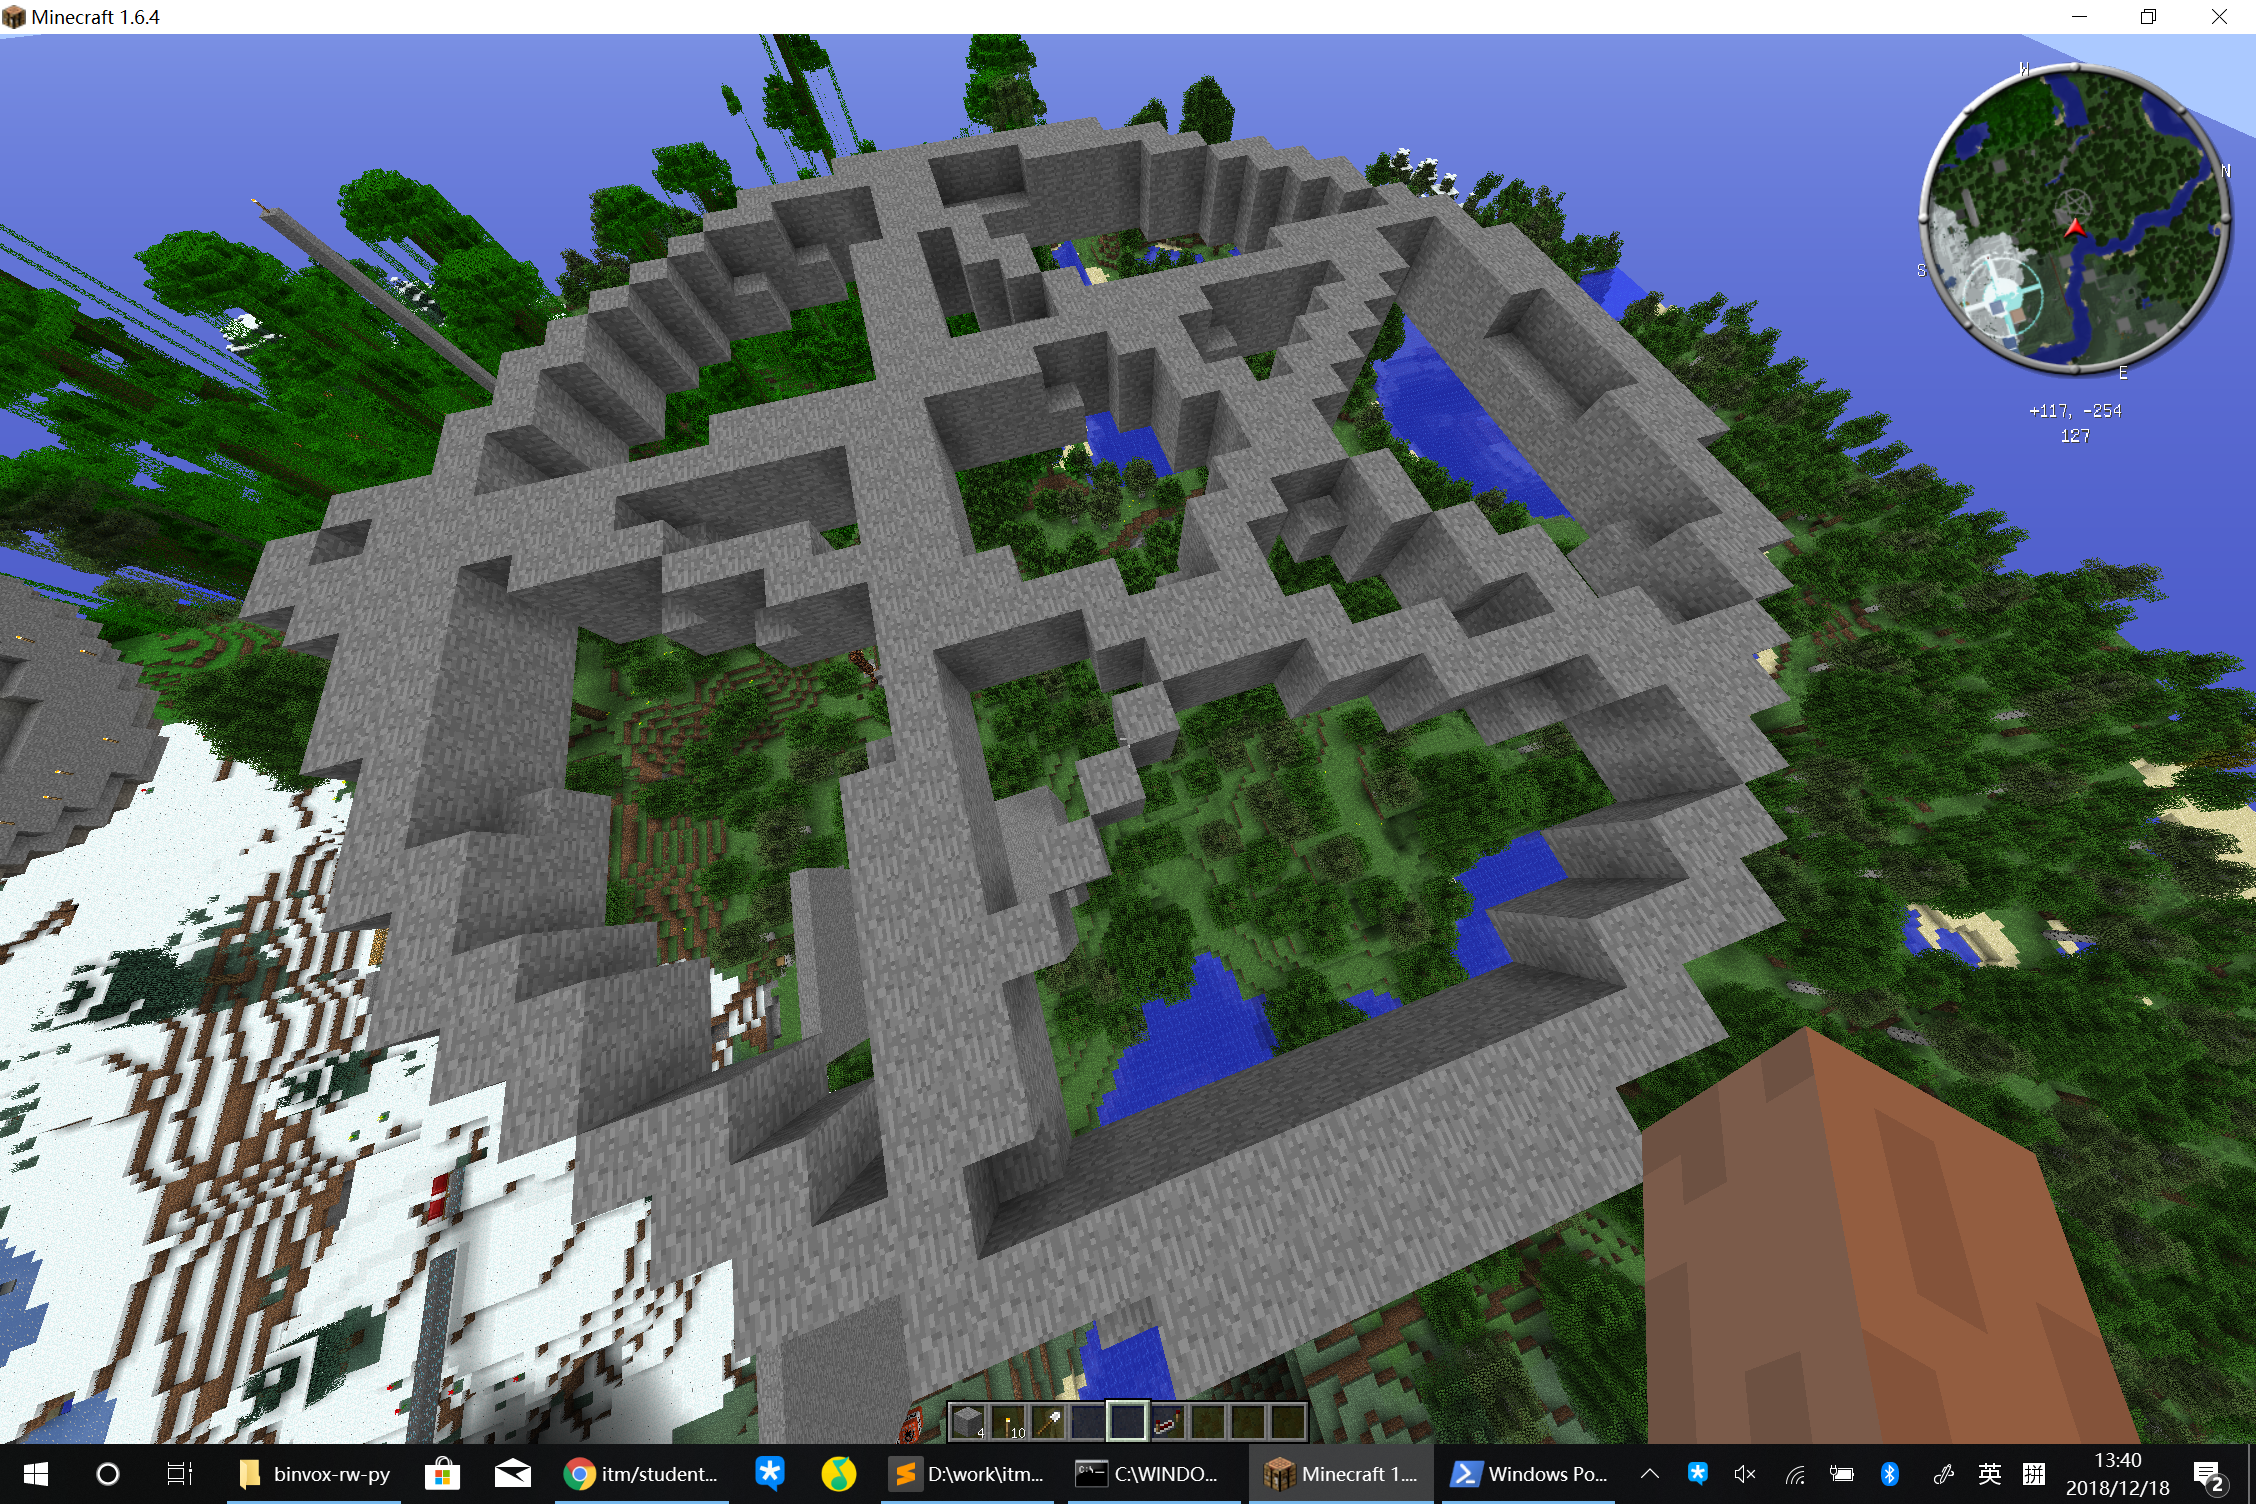 Minecraft 1.6.4
W
N
S
E
+117, -254
127
4
10
binvox-rw-py
itm/student...
D:\work\itm...
C:\WINDO...
Minecraft 1....
Windows Po...
英
拼
13:40
2018/12/18
2